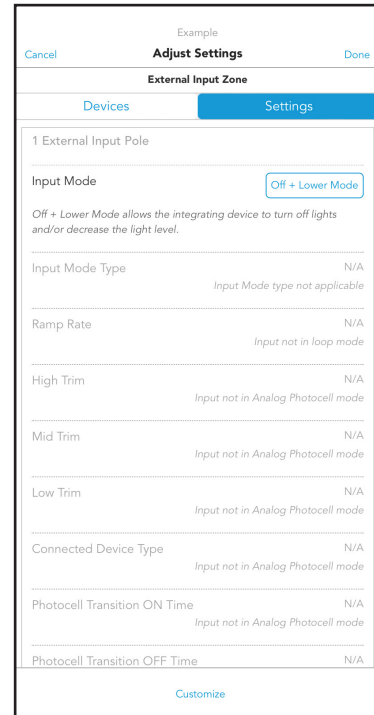 Example
Cancel Adjust Settings Done
External Input Zone
Devices Settings
1 External Input Pole
Input Mode Off + Lower Mode
Off + Lower Mode allows the integrating device to turn off lights
and/or decrease the light level.
Input Mode Type N/A
Input Mode type not applicable
Ramp Rate N/A
Input not in loop mode
High Trim N/A
Input not in Analog Photocell mode
Mid Trim N/A
Input not in Analog Photocell mode
Low Trim N/A
Input not in Analog Photocell mode
Connected Device Type N/A
Input not in Analog Photocell mode
Photocell Transition ON Time N/A
Input not in Analog Photocell mode
Photocell Transition OFF Time N/A
Customize